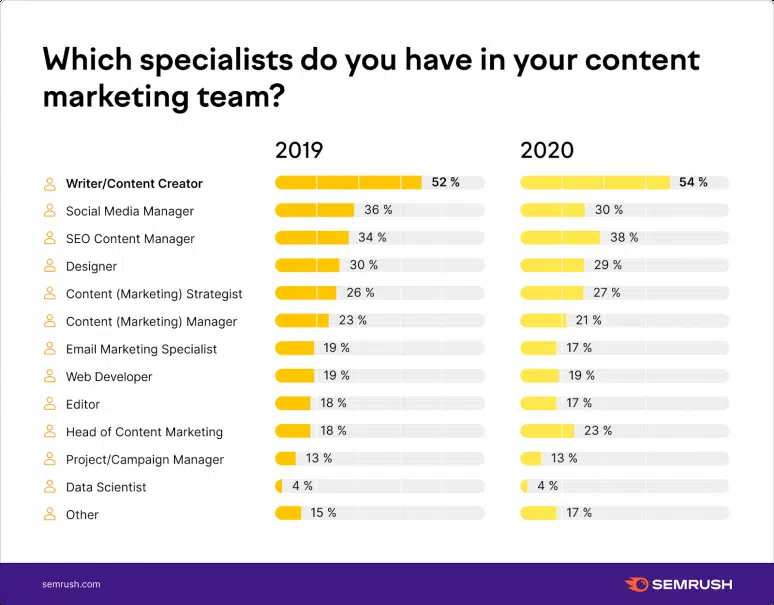 Which specialists do you have in your content
marketing team?
2019 2020
Writer/Content Creator 52 % 54 %
Social Media Manager 36 % 30 %
SEO Content Manager 34 % 38 %
Designer 30 % 29 %
Content (Marketing) Strategist 26 % 27 %
Content (Marketing) Manager 23 % 21 %
Email Marketing Specialist 19 % 17 %
Web Developer 19 % 19 %
Editor 18 % 17 %
Head of Content Marketing 18 % 23 %
Project/Campaign Manager 13 % 13 %
Data Scientist 4 % 4 %
Other 15 % 17 %
semrush.com SEMRUSH